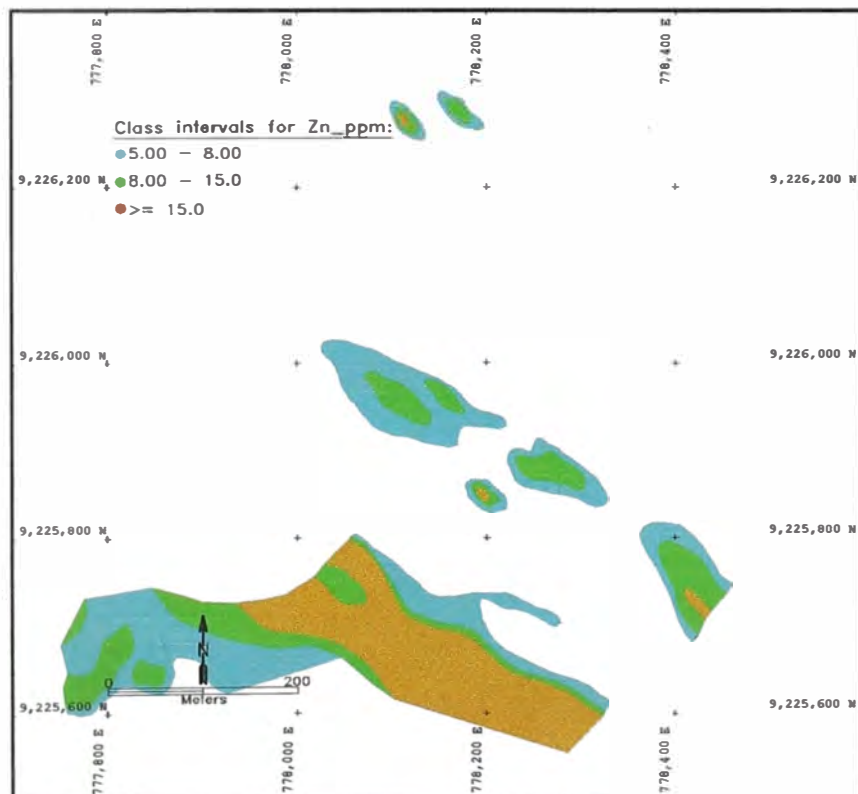 777,800 E
778,000 E
778,200 E
778,400 E
Class intervals for Zn_ppm:
5.00 - 8.00
8.00 - 15.0
>= 15.0
9,226,200 N
9,226,200 N
9,226,000 N
9,226,000 N
9,225,800 N
9,225,800 N
N
0
200
Meters
9,225,600 N
9,225,600 N
777,800 E
778,000 E
778,200 E
778,400 E